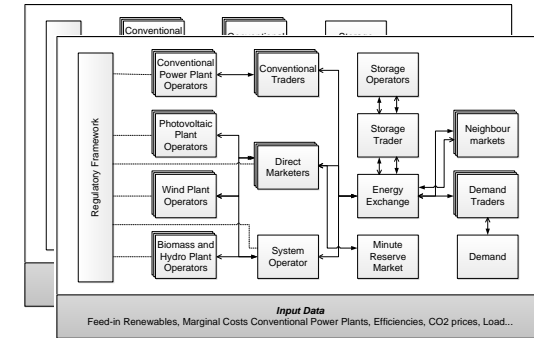 Conventional
Regulatory Framework
Conventional
Power Plant
Operators
Conventional
Traders
Storage
Operators
Photovoltaic
Plant
Operators
Direct
Marketers
Storage
Trader
Neighbour
markets
Wind Plant
Operators
Energy
Exchange
Demand
Traders
Biomass and
Hydro Plant
Operators
System
Operator
Minute
Reserve
Market
Demand
Input Data
Feed-in Renewables, Marginal Costs Conventional Power Plants, Efficiencies, CO2 prices, Load...